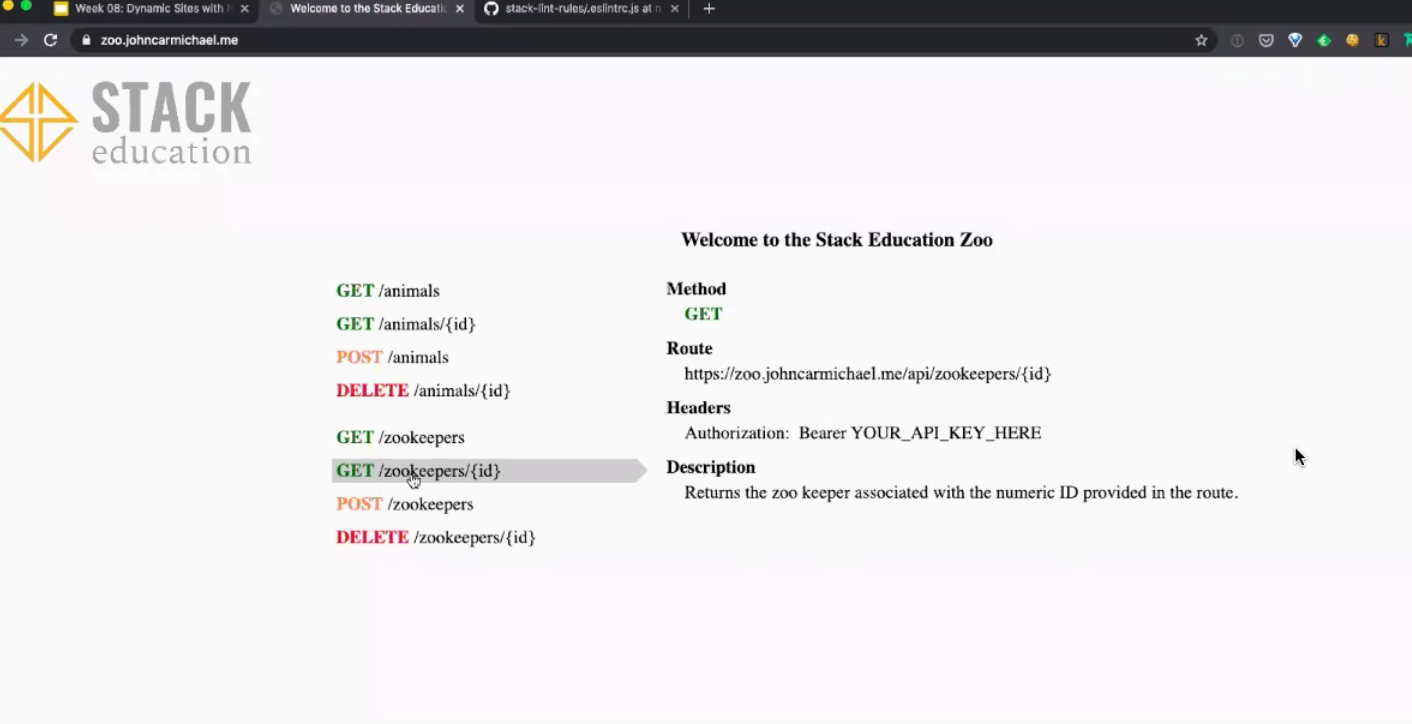 Week 08: Dynamic Sites with
Welcome to the Stack Educatio
stack-lint-rules/.eslintrc.js at
zoo.johncarmichael.me
STACK
education
Welcome to the Stack Education Zoo
GET /animals
GET /animals/{id}
POST /animals
DELETE /animals/{id}
GET /zookeepers
GET /zookeepers/{id}
POST /zookeepers
DELETE /zookeepers/{id}
Method
GET
Route
https://zoo.johncarmichael.me/api/zookeepers/{id}
Headers
Authorization: Bearer YOUR_API_KEY_HERE
Description
Returns the zoo keeper associated with the numeric ID provided in the route.